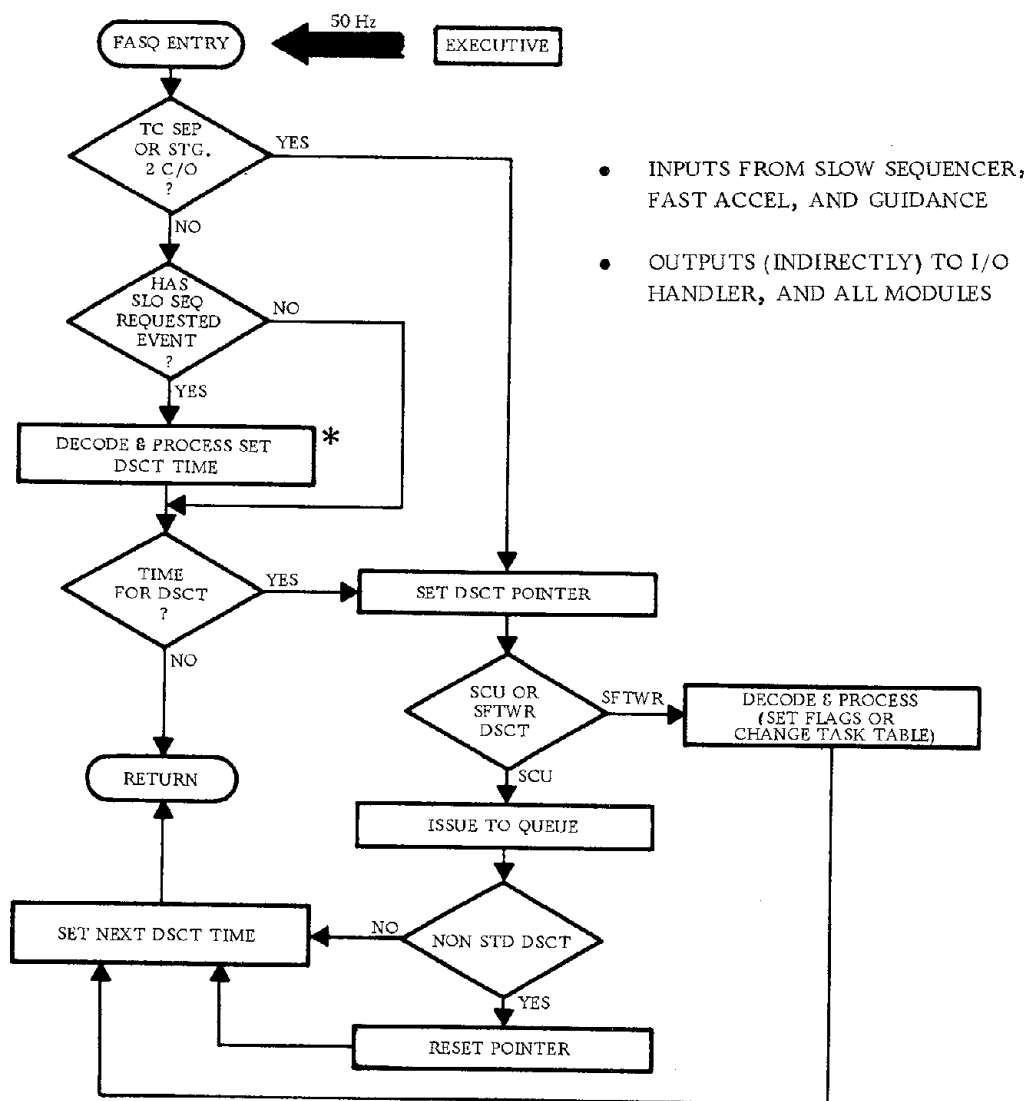 50 Hz
FASQ ENTRY
EXECUTIVE
TC SEP
OR STG.
2 C/O
?
YES
NO
• INPUTS FROM SLOW SEQUENCER,
FAST ACCEL, AND GUIDANCE
• OUTPUTS (INDIRECTLY) TO I/O
HANDLER, AND ALL MODULES
HAS
SLO SEQ
REQUESTED
EVENT
?
NO
YES
DECODE & PROCESS SET
DSCT TIME
*
TIME
FOR DSCT
?
YES
NO
SET DSCT POINTER
SCU OR
SFTWR
DSCT
SFTWR
SCU
DECODE & PROCESS
(SET FLAGS OR
CHANGE TASK TABLE)
RETURN
ISSUE TO QUEUE
NON STD DSCT
NO
YES
SET NEXT DSCT TIME
RESET POINTER